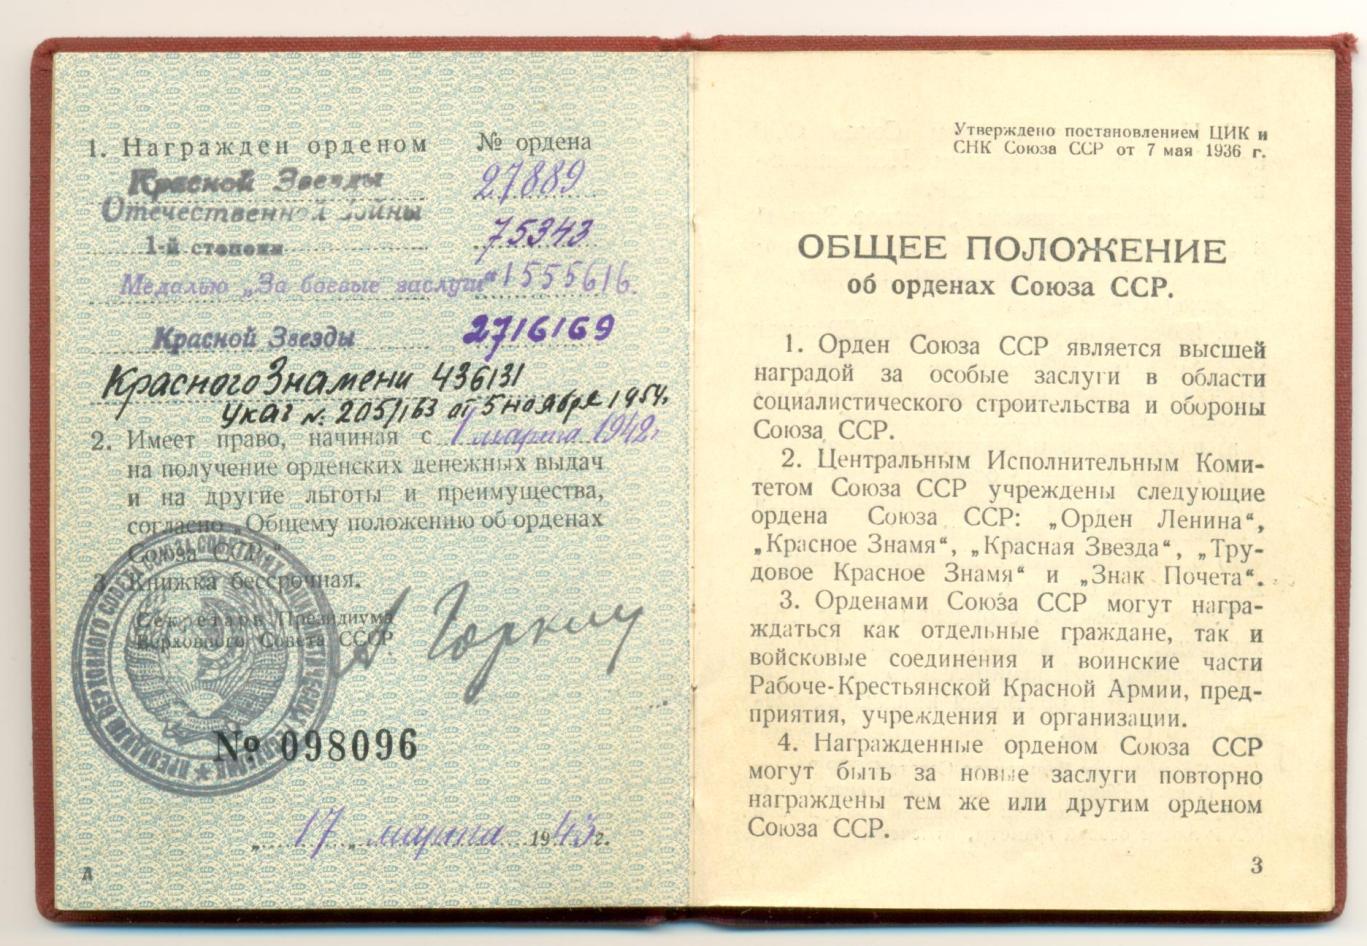 1. Награжден орденом № ордена
Красной Звезды 27889
Отечественной Войны
1-й степени 75343
Медалью „За боевые заслуги“ 1555616.
Красной Звезды 2716169
Красного Знамени 436131
указ № 205/163 от 5 ноября 1954г.
2. Имеет право, начиная с 1 марта 1942г
на получение орденских денежных выдач
и на другие льготы и преимущества,
согласно „Общему положению об орденах
Союза ССР“
3. Книжка бессрочная.
Секретарь Президиума
Верховного Совета СССР
А Горкин
№ 098096
„ 17 „ марта 1943 г.
А
Утверждено постановлением ЦИК и
СНК Союза ССР от 7 мая 1936 г.
ОБЩЕЕ ПОЛОЖЕНИЕ
об орденах Союза ССР.
1. Орден Союза ССР является высшей
наградой за особые заслуги в области
социалистического строительства и обороны
Союза ССР.
2. Центральным Исполнительным Коми-
тетом Союза ССР учреждены следующие
ордена Союза ССР: „Орден Ленина“,
„Красное Знамя“, „Красная Звезда“, „Тру-
довое Красное Знамя“ и „Знак Почета“.
3. Орденами Союза ССР могут награ-
ждаться как отдельные граждане, так и
войсковые соединения и воинские части
Рабоче-Крестьянской Красной Армии, пред-
приятия, учреждения и организации.
4. Награжденные орденом Союза ССР
могут быть за новые заслуги повторно
награждены тем же или другим орденом
Союза ССР.
3